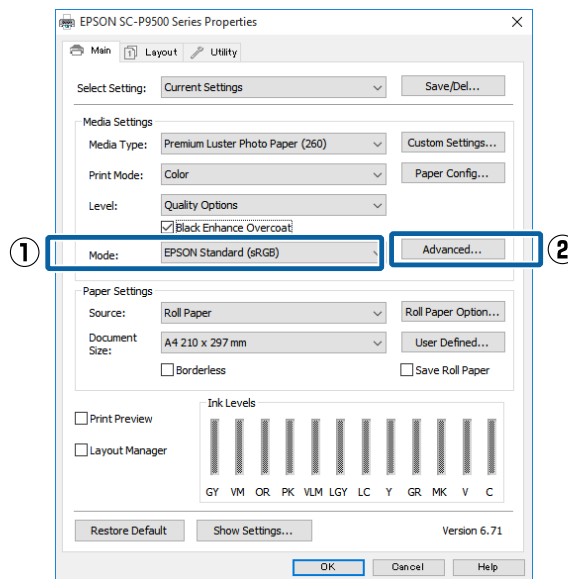 EPSON SC-P9500 Series Properties
Main Layout Utility
Select Setting: Current Settings Save/Del...
Media Settings
Media Type: Premium Luster Photo Paper (260) Custom Settings...
Print Mode: Color Paper Config...
Level: Quality Options
Black Enhance Overcoat
① Mode: EPSON Standard (sRGB) Advanced... ②
Paper Settings
Source: Roll Paper Roll Paper Option...
Document
Size: A4 210 x 297 mm User Defined...
Borderless Save Roll Paper
Ink Levels
Print Preview
Layout Manager
GY VM OR PK VLM LGY LC Y GR MK V C
Restore Default Show Settings... Version 6.71
OK Cancel Help